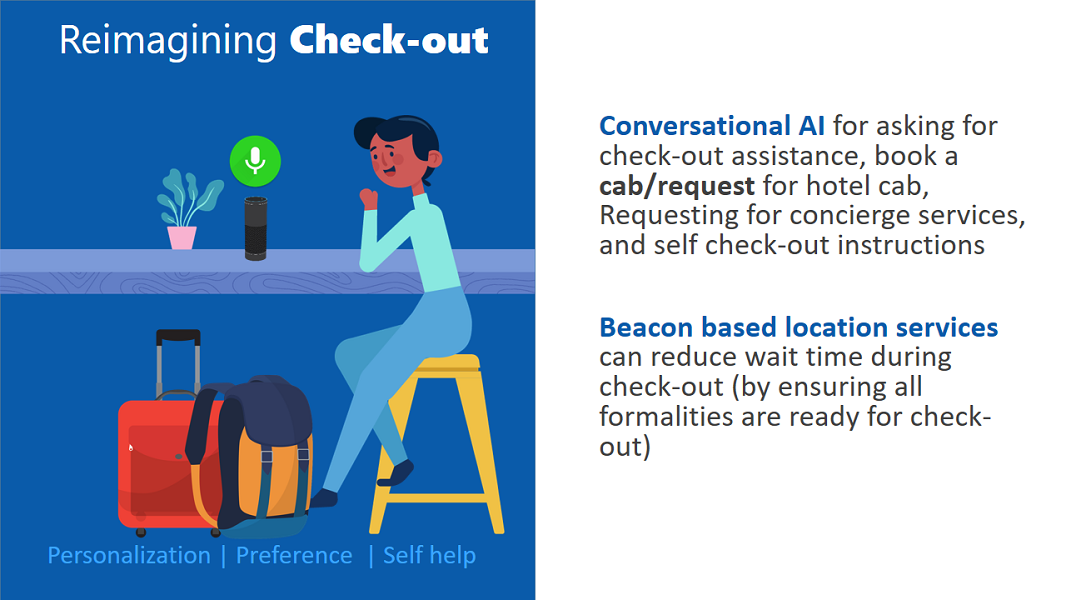 Reimagining Check-out
Personalization | Preference | Self help
Conversational AI for asking for
check-out assistance, book a
cab/request for hotel cab,
Requesting for concierge services,
and self check-out instructions
Beacon based location services
can reduce wait time during
check-out (by ensuring all
formalities are ready for check-
out)